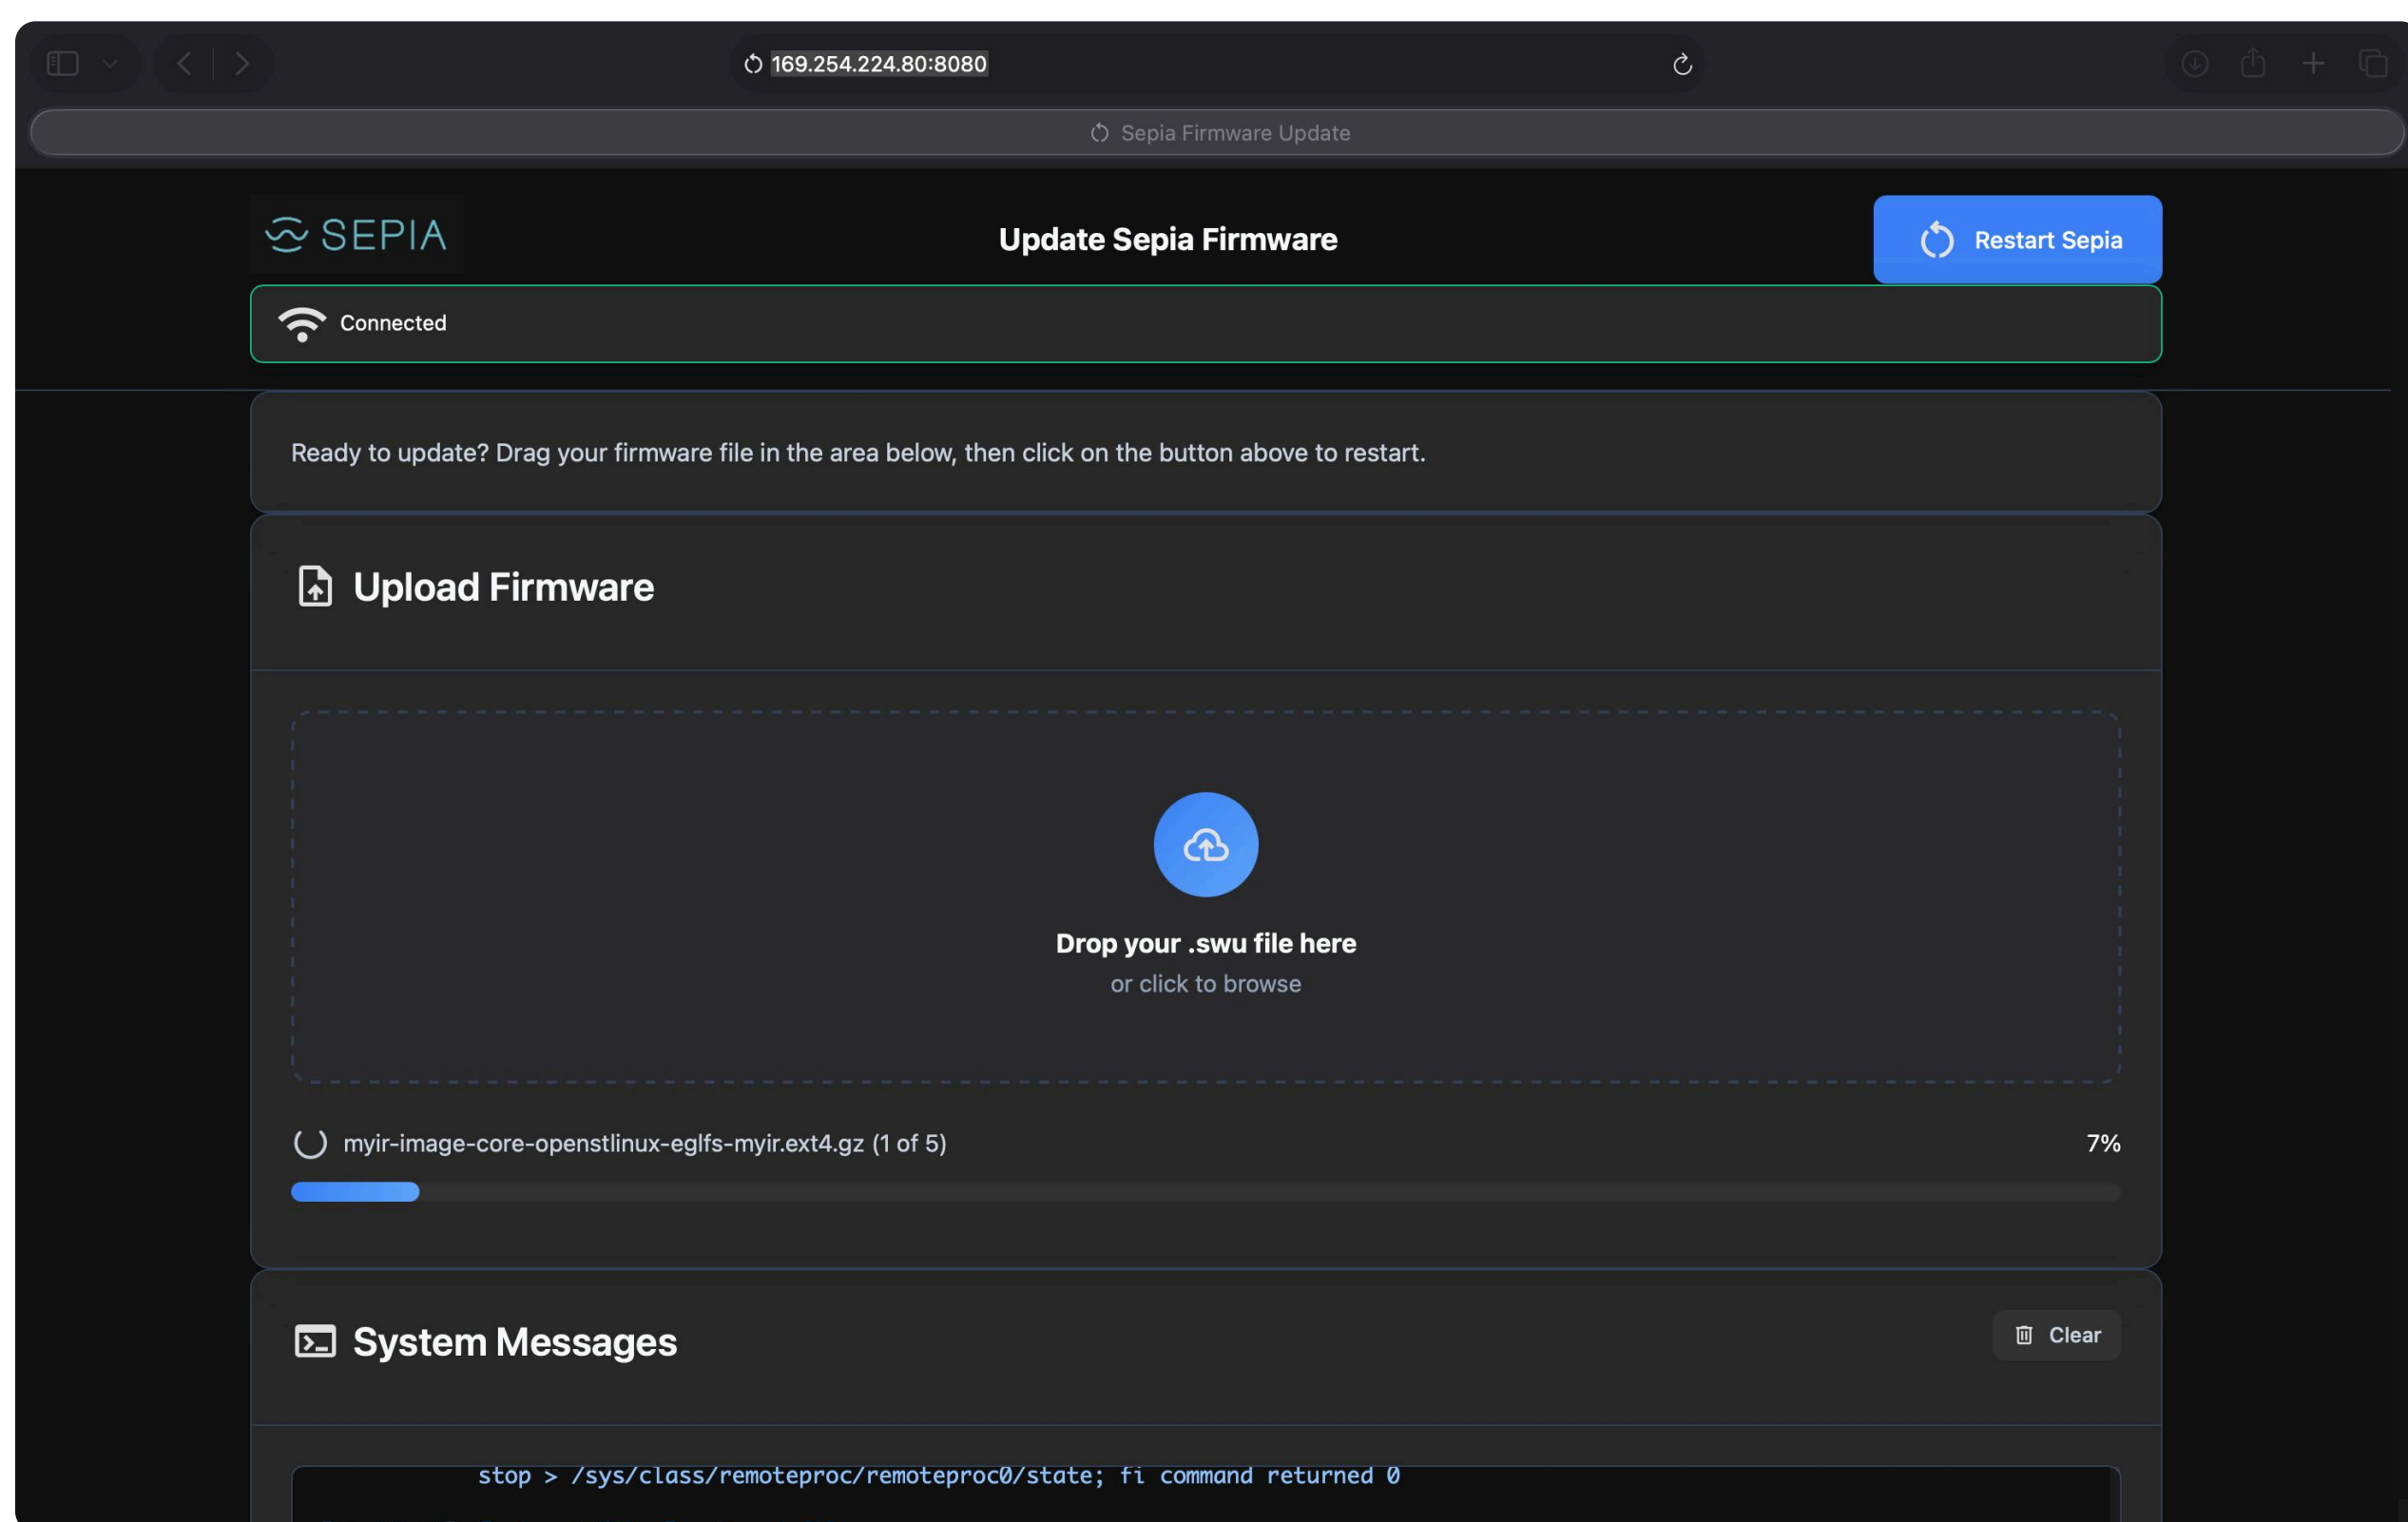 169.254.224.80:8080
Sepia Firmware Update
SEPIA
Update Sepia Firmware
Restart Sepia
Connected
Ready to update? Drag your firmware file in the area below, then click on the button above to restart.
Upload Firmware
Drop your .swu file here
or click to browse
myir-image-core-openstlinux-eglfs-myir.ext4.gz (1 of 5)
7%
System Messages
Clear
stop > /sys/class/remoteproc/remoteproc0/state; fi command returned 0